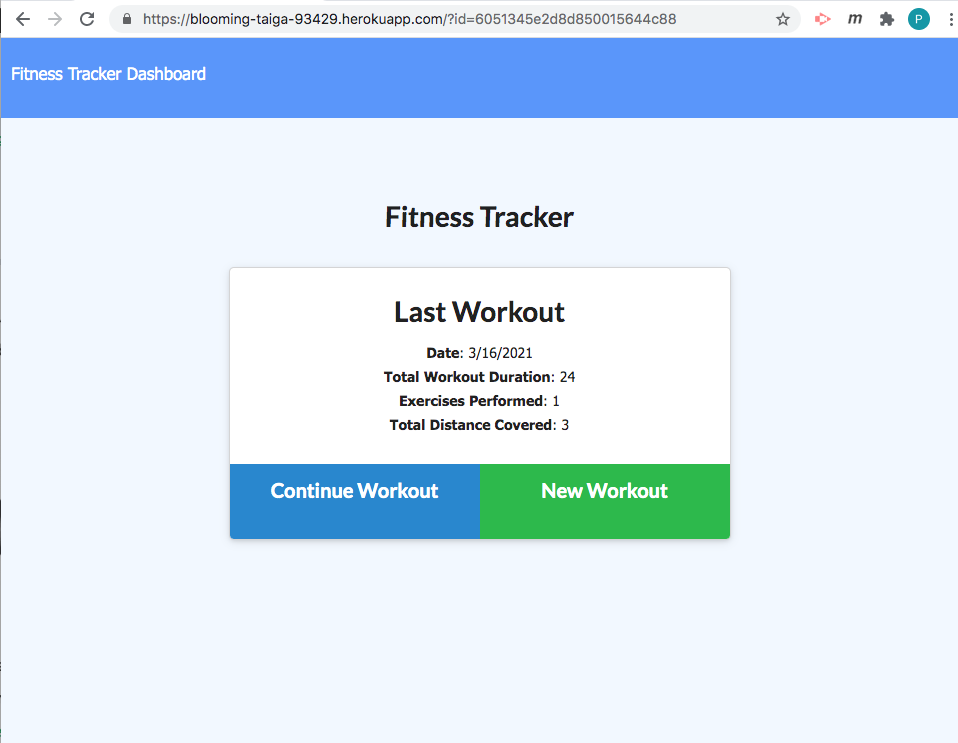 https://blooming-taiga-93429.herokuapp.com/?id=6051345e2d8d850015644c88
m
P
Fitness Tracker Dashboard
Fitness Tracker
Last Workout
Date: 3/16/2021
Total Workout Duration: 24
Exercises Performed: 1
Total Distance Covered: 3
Continue Workout
New Workout